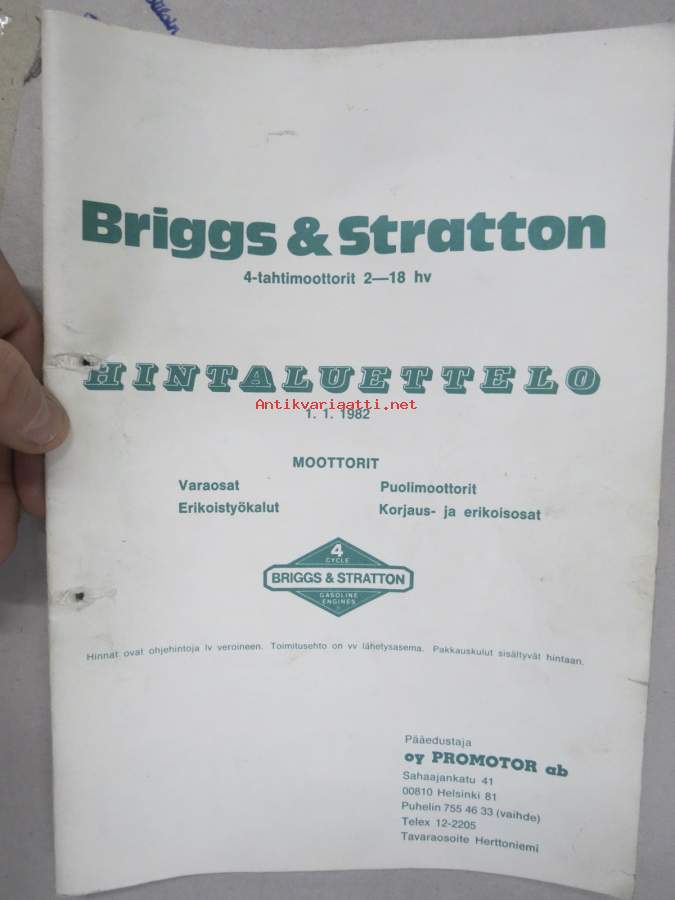 Briggs & Stratton
4-tahtimoottorit 2—18 hv
HINTALUETTELO
Antikvariaatti.net
1. 1. 1982
MOOTTORIT
Varaosat Puolimoottorit
Erikoistyökalut Korjaus- ja erikoisosat
4
CYCLE
BRIGGS & STRATTON
GASOLINE
ENGINES
Hinnat ovat ohjehintoja lv veroineen. Toimitusehto on vv lähetysasema. Pakkauskulut sisältyvät hintaan.
Pääedustaja
oy PROMOTOR ab
Sahaajankatu 41
00810 Helsinki 81
Puhelin 755 46 33 (vaihde)
Telex 12-2205
Tavaraosoite Herttoniemi